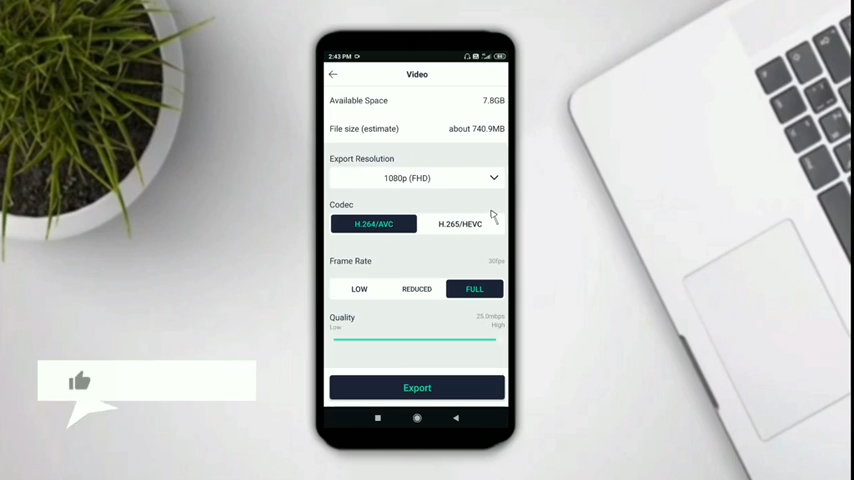 2:43 PM
Video
Available Space 7.8GB
File size (estimate) about 740.9MB
Export Resolution
1080p (FHD)
Codec
H.264/AVC H.265/HEVC
Frame Rate 30fps
LOW REDUCED FULL
Quality 25.0mbps
Low High
Export